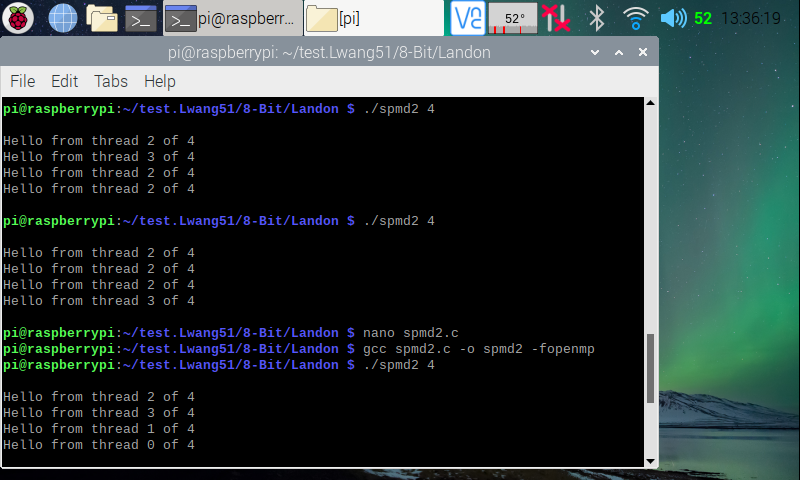 pi@raspberr...
[pi]
52°
52
13:36:19
pi@raspberrypi: ~/test.Lwang51/8-Bit/Landon
File Edit Tabs Help
pi@raspberrypi:~/test.Lwang51/8-Bit/Landon $ ./spmd2 4
Hello from thread 2 of 4
Hello from thread 3 of 4
Hello from thread 2 of 4
Hello from thread 2 of 4
pi@raspberrypi:~/test.Lwang51/8-Bit/Landon $ ./spmd2 4
Hello from thread 2 of 4
Hello from thread 2 of 4
Hello from thread 2 of 4
Hello from thread 3 of 4
pi@raspberrypi:~/test.Lwang51/8-Bit/Landon $ nano spmd2.c
pi@raspberrypi:~/test.Lwang51/8-Bit/Landon $ gcc spmd2.c -o spmd2 -fopenmp
pi@raspberrypi:~/test.Lwang51/8-Bit/Landon $ ./spmd2 4
Hello from thread 2 of 4
Hello from thread 3 of 4
Hello from thread 1 of 4
Hello from thread 0 of 4